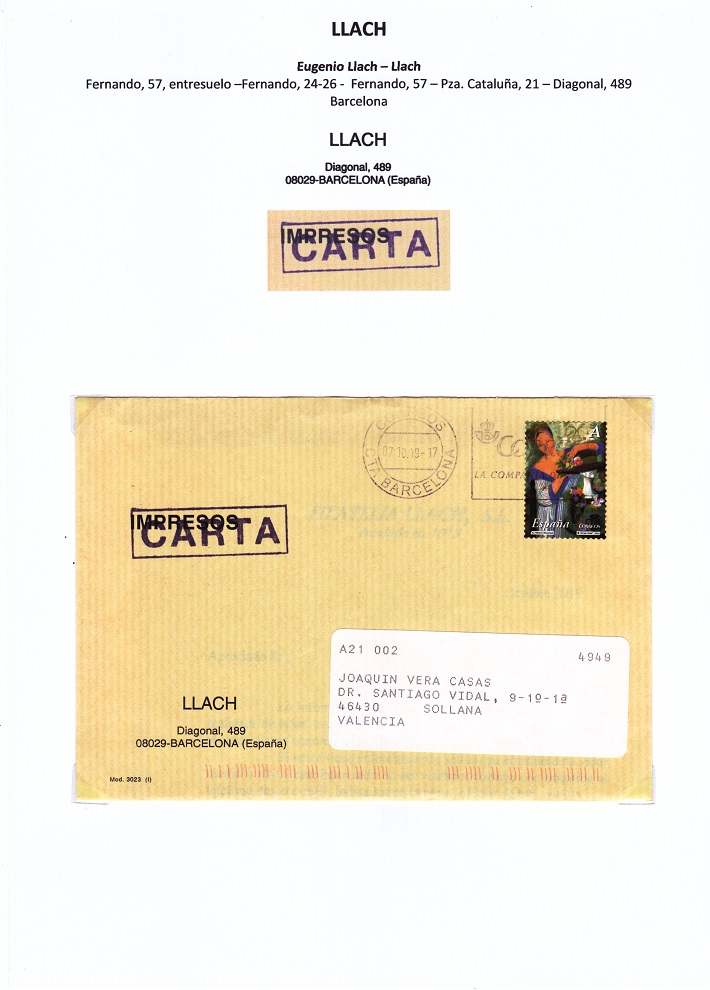 LLACH
Eugenio Llach – Llach
Fernando, 57, entresuelo –Fernando, 24-26 - Fernando, 57 – Pza. Cataluña, 21 – Diagonal, 489
Barcelona
LLACH
Diagonal, 489
08029-BARCELONA (España)
IMPRESOS
CARTA
CORREOS
07.10.19-17
CTA BARCELONA
LA COMPA
A
España
CORREOS
IMPRESOS
CARTA
A21 002
4949
JOAQUIN VERA CASAS
DR. SANTIAGO VIDAL, 9-1º-1ª
46430 SOLLANA
VALENCIA
LLACH
Diagonal, 489
08029-BARCELONA (España)
Mod. 3023 (I)